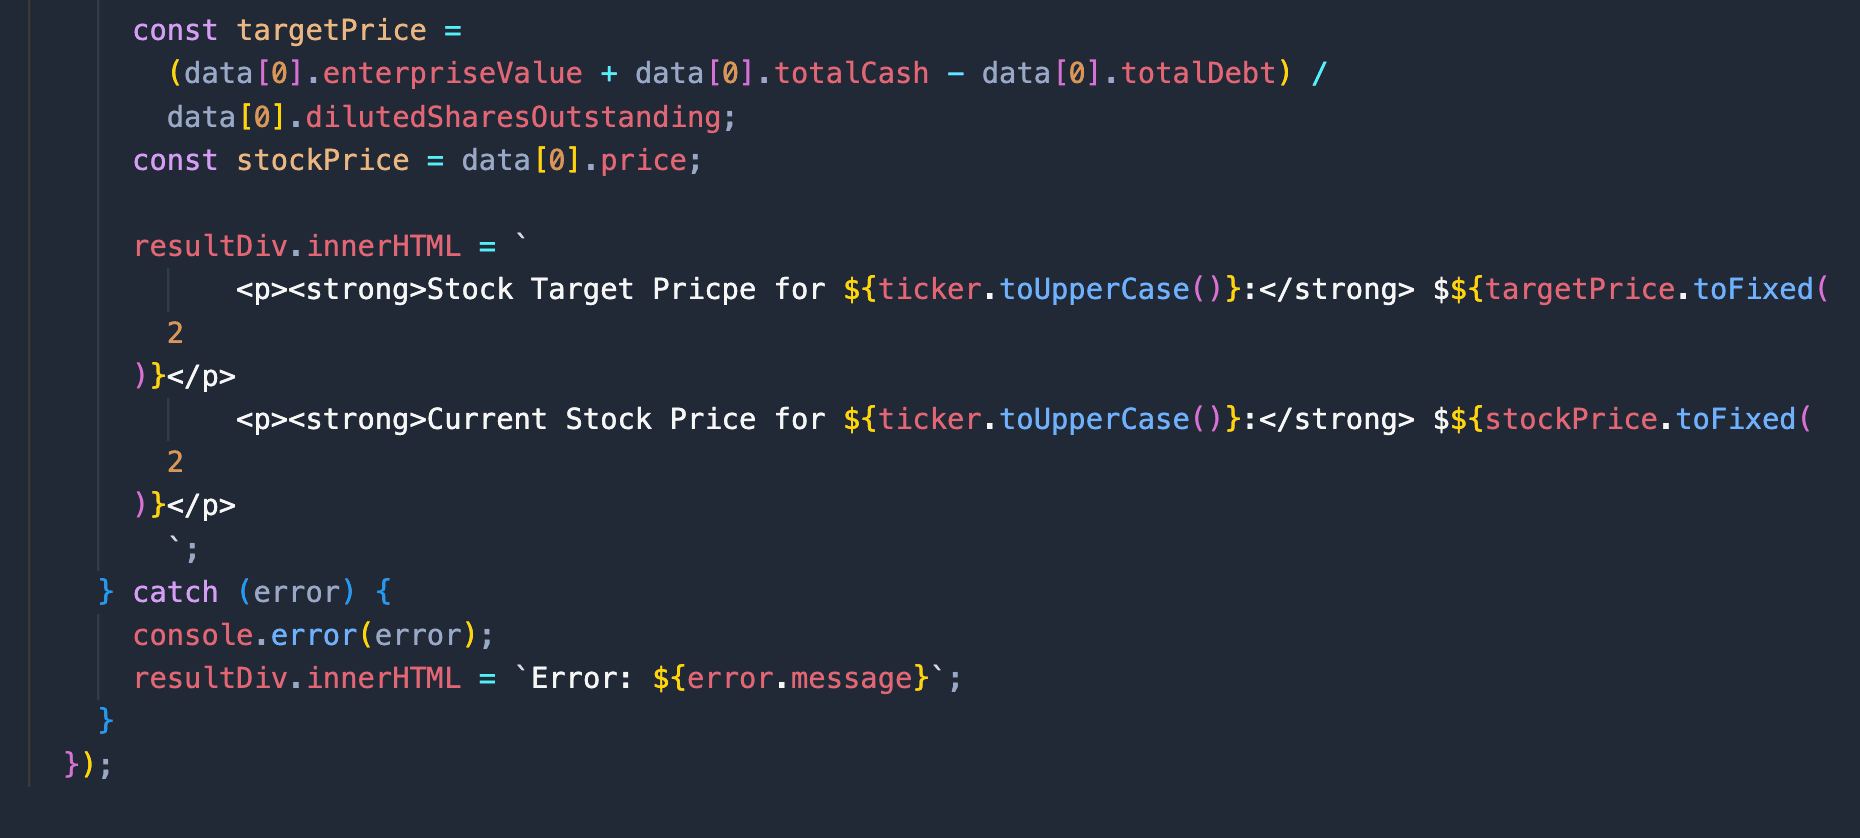 const targetPrice =
(data[0].enterpriseValue + data[0].totalCash - data[0].totalDebt) /
data[0].dilutedSharesOutstanding;
const stockPrice = data[0].price;
resultDiv.innerHTML = `
<p><strong>Stock Target Pricpe for ${ticker.toUpperCase()}:</strong> $${targetPrice.toFixed(
2
)}</p>
<p><strong>Current Stock Price for ${ticker.toUpperCase()}:</strong> $${stockPrice.toFixed(
2
)}</p>
`;
} catch (error) {
console.error(error);
resultDiv.innerHTML = `Error: ${error.message}`;
}
});